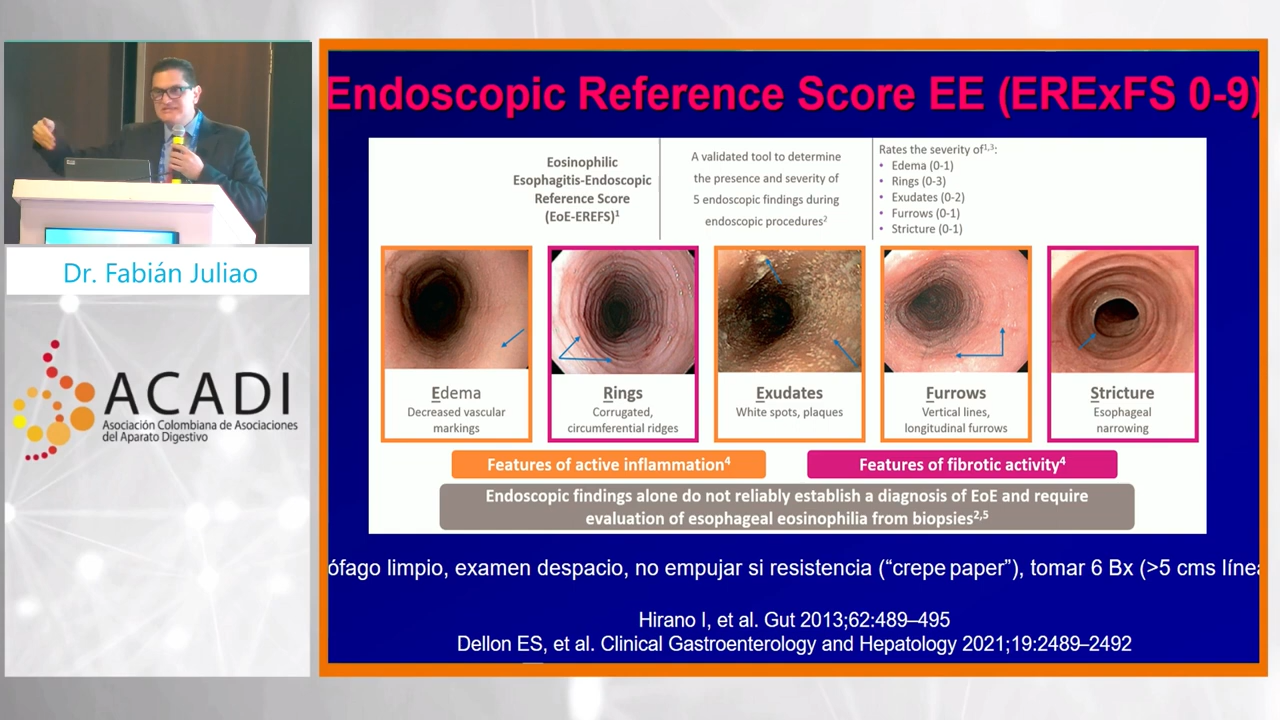 Endoscopic Reference Score EE (ERExFS 0-9)
Eosinophilic
Esophagitis-Endoscopic
Reference Score
(EoE-EREFS)1
A validated tool to determine
the presence and severity of
5 endoscopic findings during
endoscopic procedures2
Rates the severity of1,3:
• Edema (0-1)
• Rings (0-3)
• Exudates (0-2)
• Furrows (0-1)
• Stricture (0-1)
Edema
Decreased vascular
markings
Rings
Corrugated,
circumferential ridges
Exudates
White spots, plaques
Furrows
Vertical lines,
longitudinal furrows
Stricture
Esophageal
narrowing
Features of active inflammation4
Features of fibrotic activity4
Endoscopic findings alone do not reliably establish a diagnosis of EoE and require
evaluation of esophageal eosinophilia from biopsies2,5
ófago limpio, examen despacio, no empujar si resistencia (“crepe paper”), tomar 6 Bx (>5 cms líne
Hirano I, et al. Gut 2013;62:489–495
Dellon ES, et al. Clinical Gastroenterology and Hepatology 2021;19:2489–2492
Dr. Fabián Juliao
ACADI
Asociación Colombiana de Asociaciones
del Aparato Digestivo